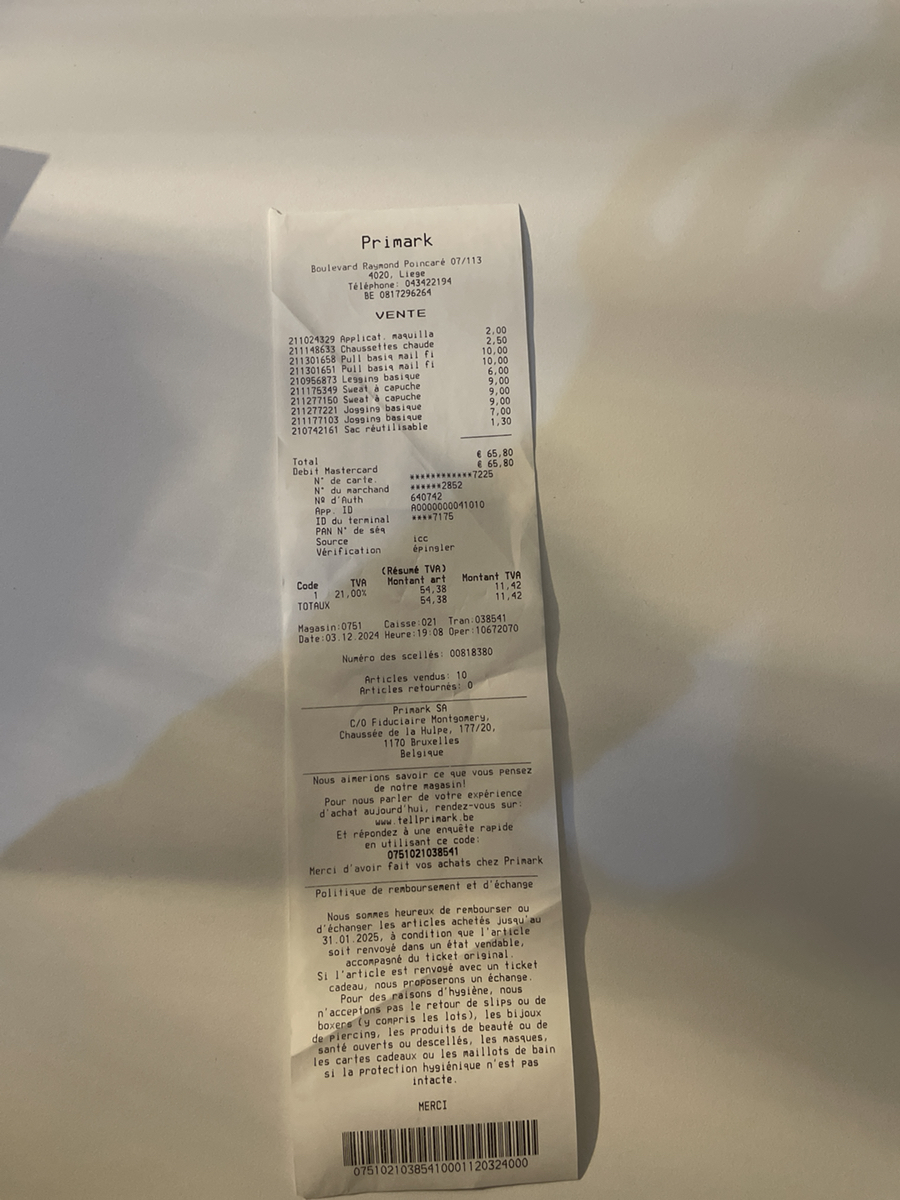 Primark
Boulevard Raymond Poincaré 07/113
4020, Liege
Téléphone: 043422194
BE 0817296264
VENTE
211024329 Applicat. maquilla 2,00
211148633 Chaussettes chaude 2,50
211301658 Pull basiq mail fi 10,00
211301651 Pull basiq mail fi 10,00
210956873 Legging basique 6,00
211175349 Sweat à capuche 9,00
211277150 Sweat à capuche 9,00
211277221 Jogging basique 9,00
211177103 Jogging basique 7,00
210742161 Sac réutilisable 1,30
Total € 65,80
Debit Mastercard € 65,80
N° de carte. ************7225
N° du marchand ******2852
Nº d'Auth 640742
App. ID A0000000041010
ID du terminal ****7175
PAN N° de séq
Source icc
Vérification épingler
(Résumé TVA)
Code TVA Montant art Montant TVA
1 21,00% 54,38 11,42
TOTAUX 54,38 11,42
Magasin:0751 Caisse:021 Tran:038541
Date:03.12.2024 Heure:19:08 Oper:10672070
Numéro des scellés: 00818380
Articles vendus: 10
Articles retournés: 0
Primark SA
C/O Fiduciaire Montgomery,
Chaussée de la Hulpe, 177/20,
1170 Bruxelles
Belgique
Nous aimerions savoir ce que vous pensez
de notre magasin!
Pour nous parler de votre expérience
d'achat aujourd'hui, rendez-vous sur:
www.tellprimark.be
Et répondez à une enquête rapide
en utilisant ce code:
0751021038541
Merci d'avoir fait vos achats chez Primark
Politique de remboursement et d'échange
Nous sommes heureux de rembourser ou
d'échanger les articles achetés jusqu'au
31.01.2025, à condition que l'article
soit renvoyé dans un état vendable,
accompagné du ticket original.
Si l'article est renvoyé avec un ticket
cadeau, nous proposerons un échange.
Pour des raisons d'hygiène, nous
n'acceptons pas le retour de slips ou de
boxers (y compris les lots), les bijoux
de piercing, les produits de beauté ou de
santé ouverts ou descellés, les masques,
les cartes cadeaux ou les maillots de bain
si la protection hygiénique n'est pas
intacte.
MERCI
07510210385410001120324000